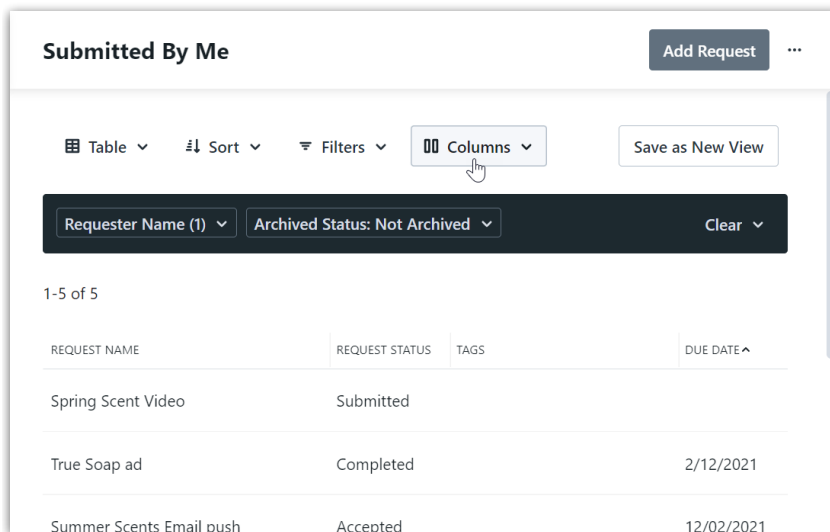 Submitted By Me
Add Request
Table
Sort
Filters
Columns
Save as New View
Requester Name (1)
Archived Status: Not Archived
Clear
1-5 of 5
REQUEST NAME REQUEST STATUS TAGS DUE DATE
Spring Scent Video Submitted
True Soap ad Completed 2/12/2021
Summer Scents Email push Accepted 12/02/2021